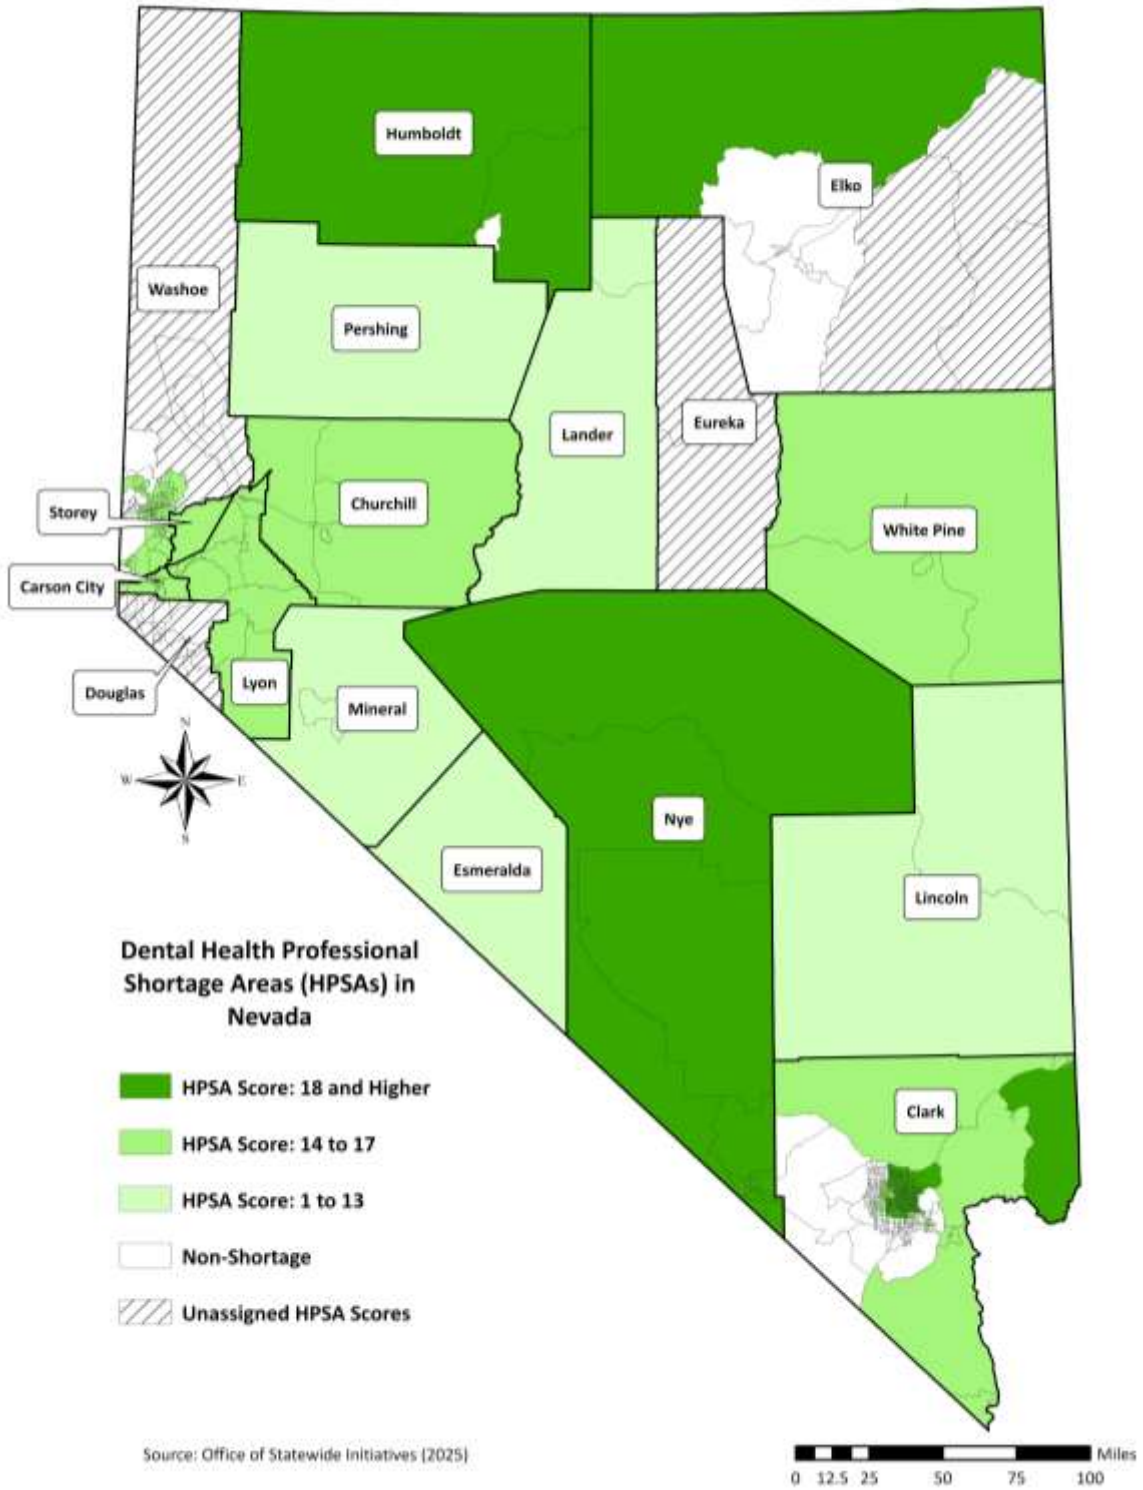 Humboldt
Elko
Washoe
Pershing
Eureka
Lander
Churchill
Storey
White Pine
Carson City
Lyon
Douglas
Mineral
N
W
E
S
Nye
Esmeralda
Lincoln
Dental Health Professional
Shortage Areas (HPSAs) in
Nevada
HPSA Score: 18 and Higher
Clark
HPSA Score: 14 to 17
HPSA Score: 1 to 13
Non-Shortage
Unassigned HPSA Scores
Source: Office of Statewide Initiatives (2025)
Miles
0 12.5 25 50 75 100